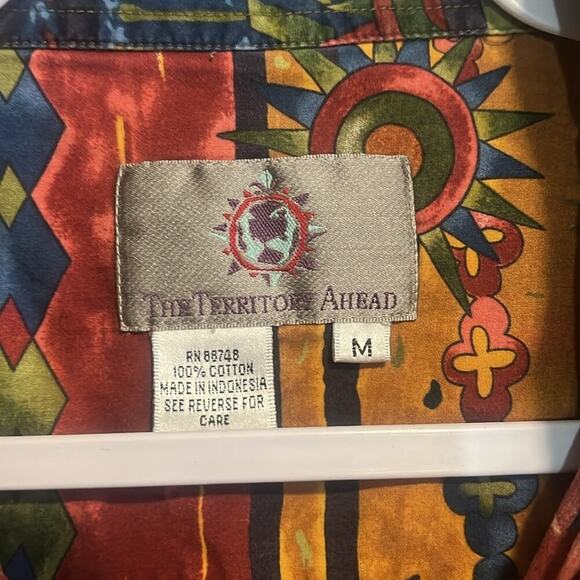 THE TERRITORY AHEAD
M
RN 88748
100% COTTON
MADE IN INDONESIA
SEE REVERSE FOR
CARE